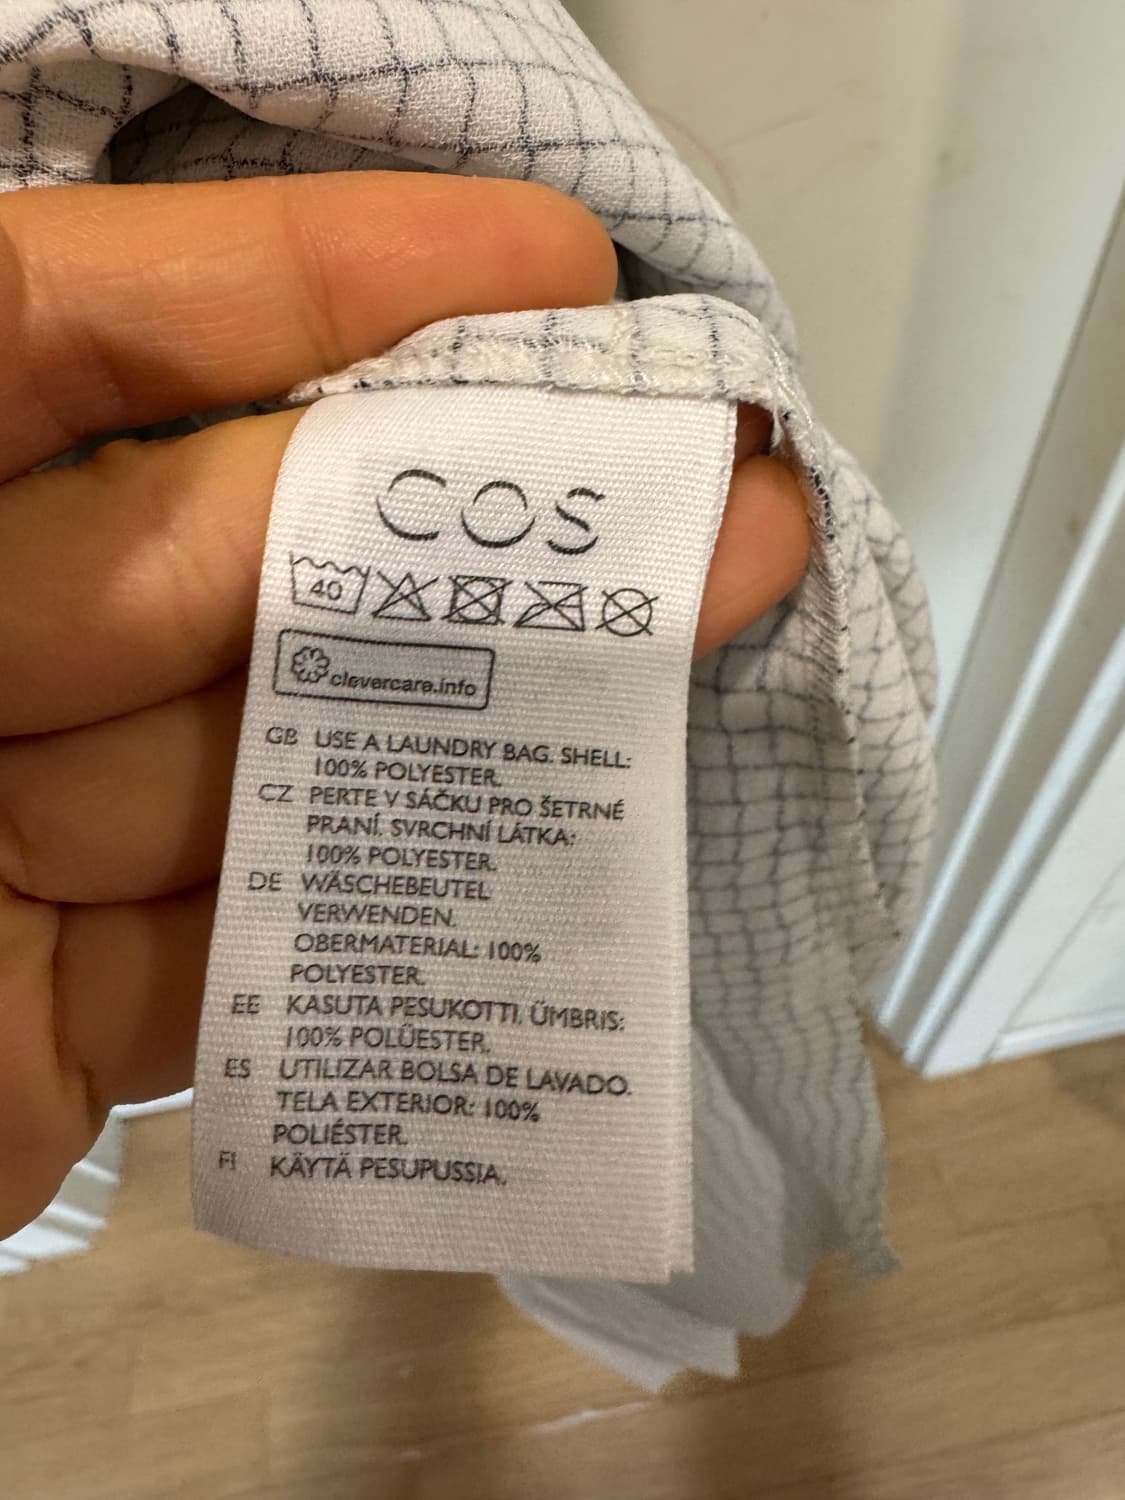 COS
40
clevercare.info
GB USE A LAUNDRY BAG. SHELL:
100% POLYESTER.
CZ PERTE V SÁČKU PRO ŠETRNÉ
PRANÍ. SVRCHNÍ LÁTKA:
100% POLYESTER.
DE WÄSCHEBEUTEL
VERWENDEN.
OBERMATERIAL: 100%
POLYESTER.
EE KASUTA PESUKOTTI. ÜMBRIS:
100% POLÜESTER.
ES UTILIZAR BOLSA DE LAVADO.
TELA EXTERIOR: 100%
POLIÉSTER.
FI KÄYTÄ PESUPUSSIA.